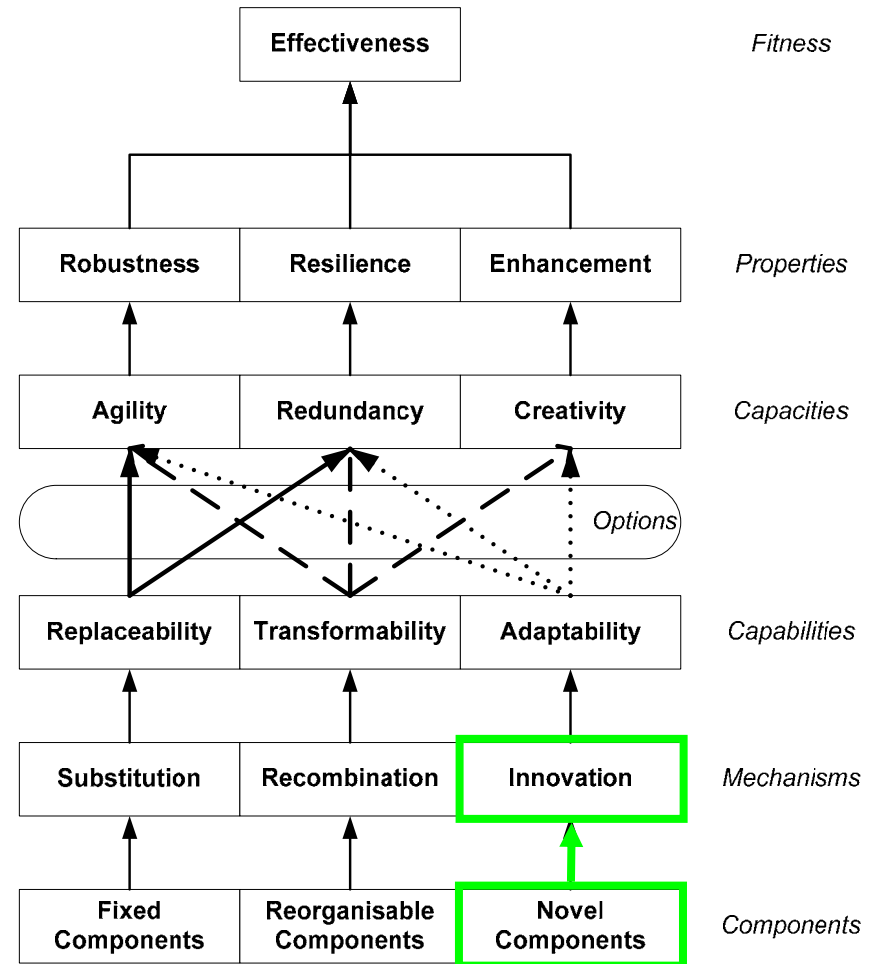 Effectiveness
Fitness
Robustness
Resilience
Enhancement
Properties
Agility
Redundancy
Creativity
Capacities
Options
Replaceability
Transformability
Adaptability
Capabilities
Substitution
Recombination
Innovation
Mechanisms
Fixed
Components
Reorganisable
Components
Novel
Components
Components